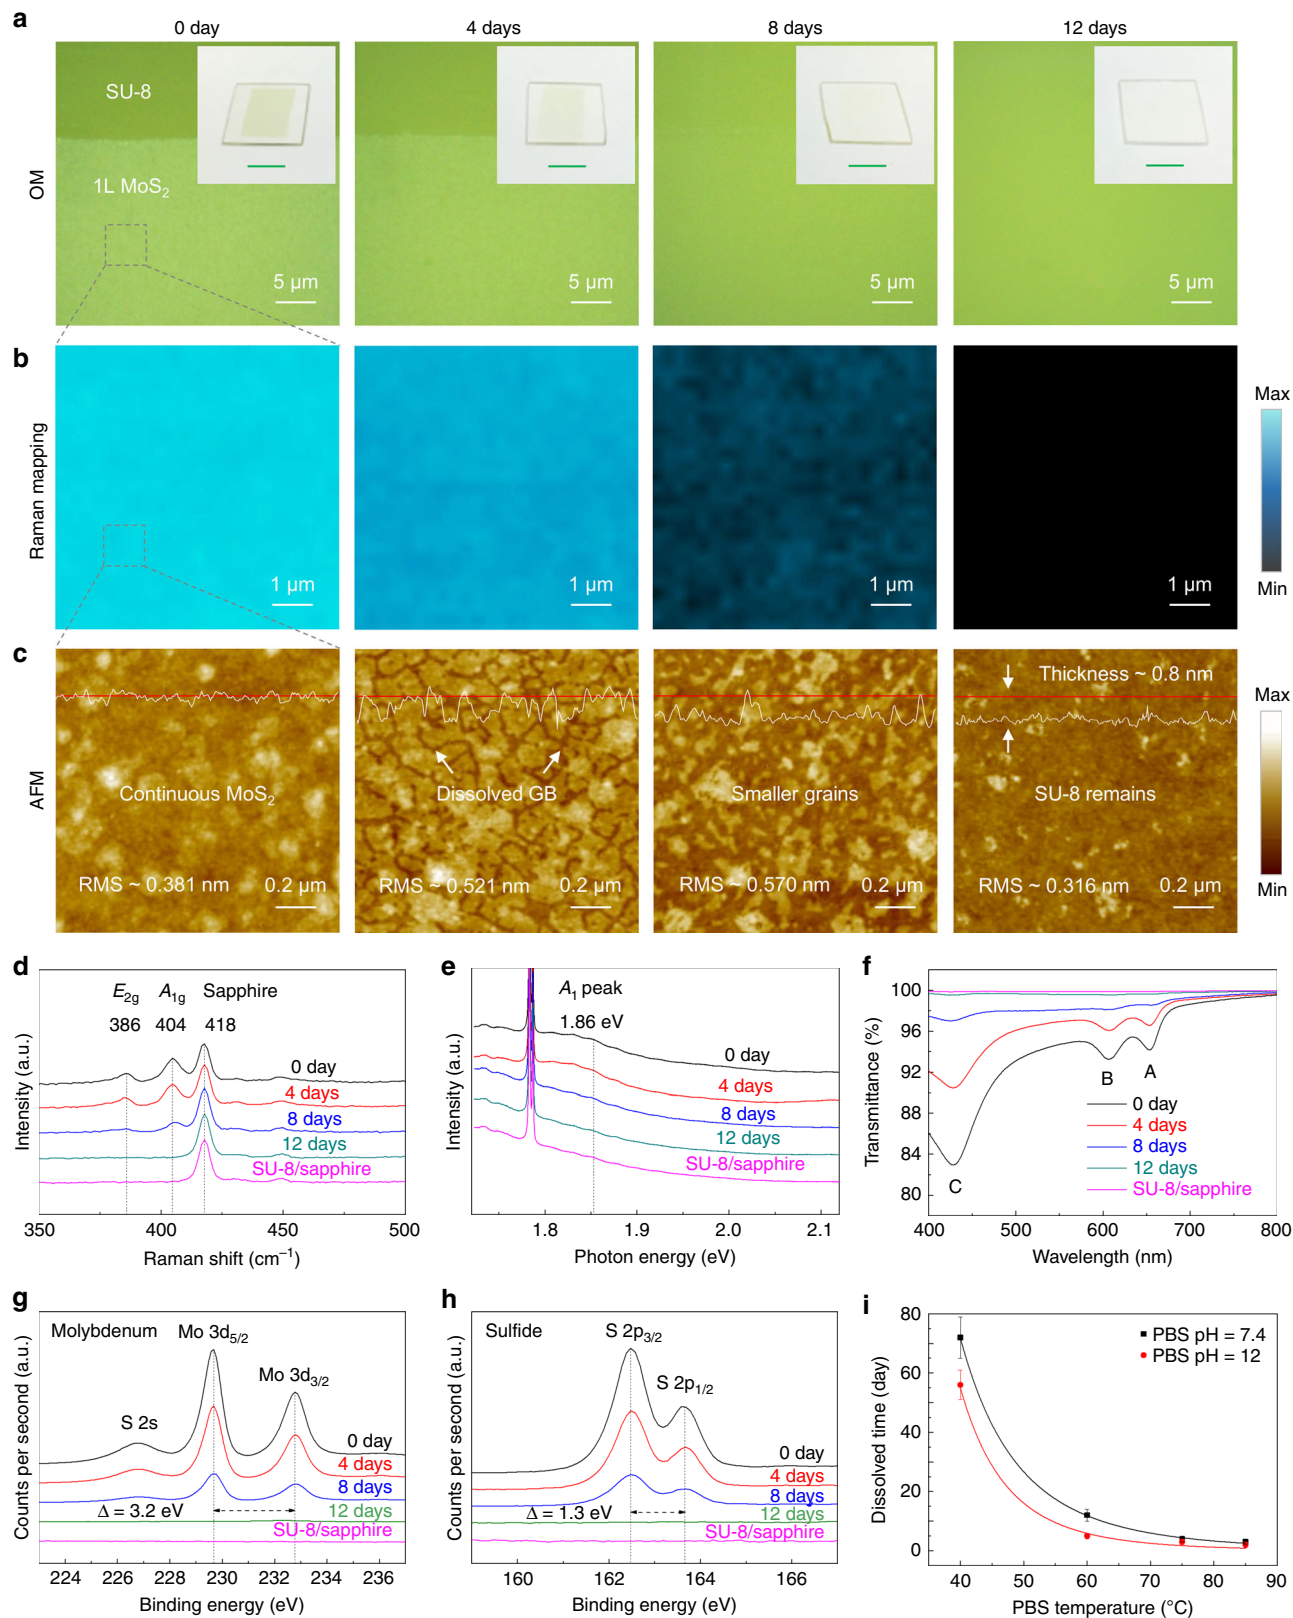 a
0 day
4 days
8 days
12 days
OM
SU-8
1L MoS₂
5 µm
5 µm
5 µm
5 µm
b
Raman mapping
1 µm
1 µm
1 µm
1 µm
Max
Min
c
AFM
Continuous MoS₂
RMS ~ 0.381 nm
0.2 µm
Dissolved GB
RMS ~ 0.521 nm
0.2 µm
Smaller grains
RMS ~ 0.570 nm
0.2 µm
Thickness ~ 0.8 nm
SU-8 remains
RMS ~ 0.316 nm
0.2 µm
Max
Min
d
E₂g
A₁g
Sapphire
386
404
418
0 day
4 days
8 days
12 days
SU-8/sapphire
Intensity (a.u.)
350
400
450
500
Raman shift (cm⁻¹)
e
A₁ peak
1.86 eV
0 day
4 days
8 days
12 days
SU-8/sapphire
Intensity (a.u.)
1.8
1.9
2.0
2.1
Photon energy (eV)
f
100
96
92
88
84
80
Transmittance (%)
B
A
C
0 day
4 days
8 days
12 days
SU-8/sapphire
400
500
600
700
800
Wavelength (nm)
g
Molybdenum
Mo 3d₅/₂
Mo 3d₃/₂
S 2s
0 day
4 days
8 days
12 days
SU-8/sapphire
Δ = 3.2 eV
Counts per second (a.u.)
224
226
228
230
232
234
236
Binding energy (eV)
h
Sulfide
S 2p₃/₂
S 2p₁/₂
0 day
4 days
8 days
12 days
SU-8/sapphire
Δ = 1.3 eV
Counts per second (a.u.)
160
162
164
166
Binding energy (eV)
i
80
70
60
40
20
0
Dissolved time (day)
PBS pH = 7.4
PBS pH = 12
40
50
60
70
80
90
PBS temperature (°C)